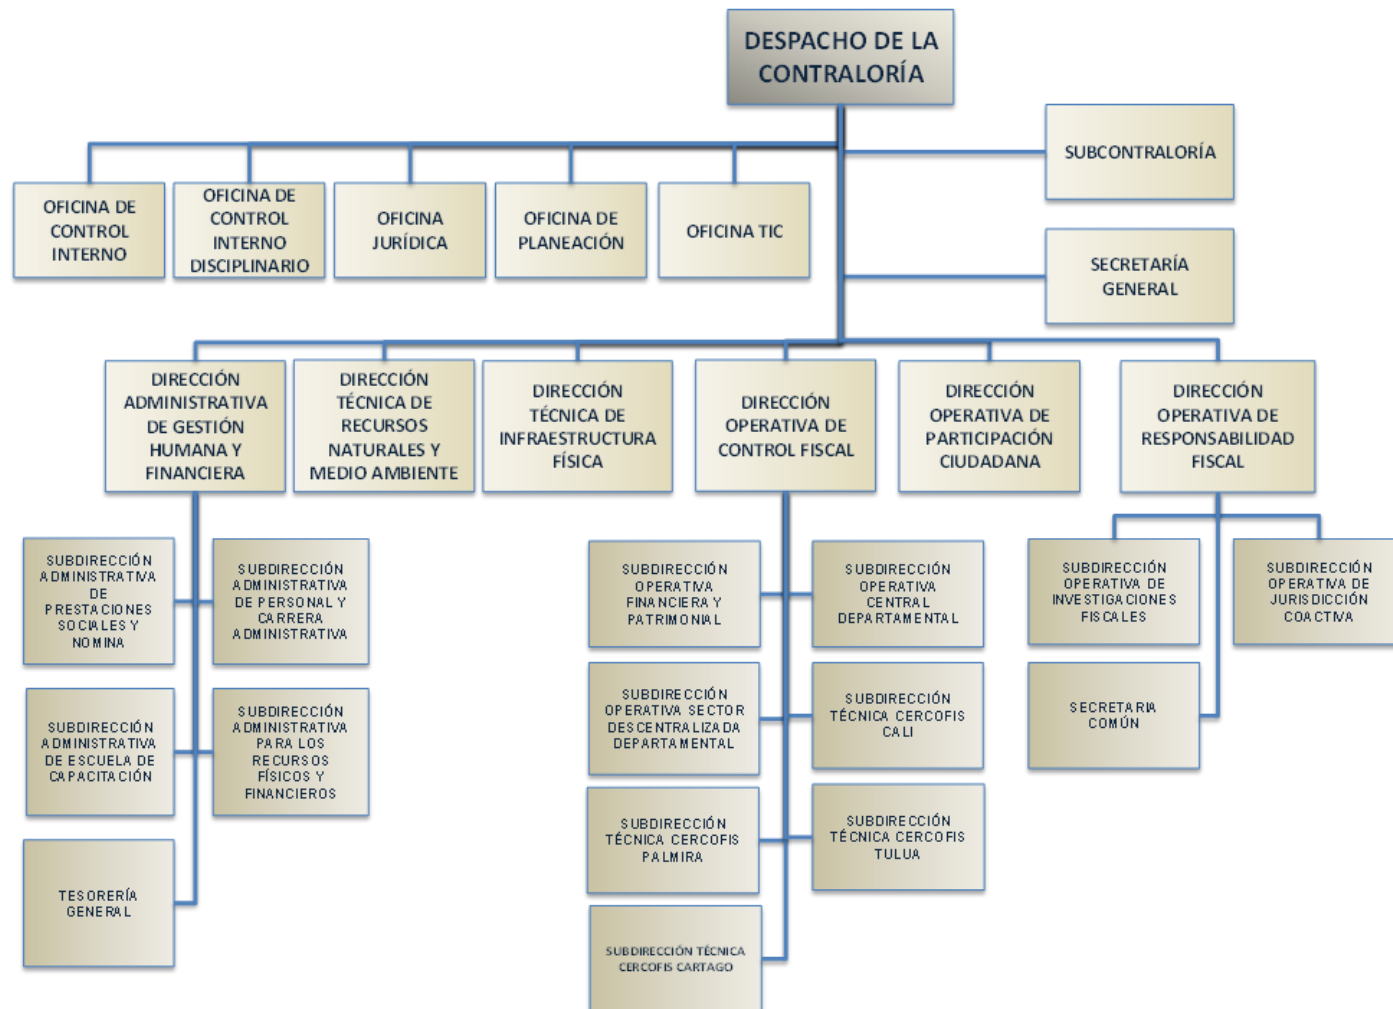 DESPACHO DE LA
CONTRALORÍA
SUBCONTRALORÍA
OFICINA DE
CONTROL
INTERNO
OFICINA DE
CONTROL
INTERNO
DISCIPLINARIO
OFICINA
JURÍDICA
OFICINA DE
PLANEACIÓN
OFICINA TIC
SECRETARÍA
GENERAL
DIRECCIÓN
ADMINISTRATIVA
DE GESTIÓN
HUMANA Y
FINANCIERA
DIRECCIÓN
TÉCNICA DE
RECURSOS
NATURALES Y
MEDIO AMBIENTE
DIRECCIÓN
TÉCNICA DE
INFRAESTRUCTURA
FÍSICA
DIRECCIÓN
OPERATIVA DE
CONTROL FISCAL
DIRECCIÓN
OPERATIVA DE
PARTICIPACIÓN
CIUDADANA
DIRECCIÓN
OPERATIVA DE
RESPONSABILIDAD
FISCAL
SUBDIRECCIÓN
ADMINISTRATIVA
DE
PRESTACIONES
SOCIALES Y
NOMINA
SUBDIRECCIÓN
ADMINISTRATIVA
DE PERSONAL Y
CARRERA
ADMINISTRATIVA
SUBDIRECCIÓN
OPERATIVA
FINANCIERA Y
PATRIMONIAL
SUBDIRECCIÓN
OPERATIVA
CENTRAL
DEPARTAMENTAL
SUBDIRECCIÓN
OPERATIVA DE
INVESTIGACIONES
FISCALES
SUBDIRECCIÓN
OPERATIVA DE
JURISDICCIÓN
COACTIVA
SUBDIRECCIÓN
ADMINISTRATIVA
DE ESCUELA DE
CAPACITACIÓN
SUBDIRECCIÓN
ADMINISTRATIVA
PARA LOS
RECURSOS
FÍSICOS Y
FINANCIEROS
SUBDIRECCIÓN
OPERATIVA SECTOR
DESCENTRALIZADA
DEPARTAMENTAL
SUBDIRECCIÓN
TÉCNICA CERCOFIS
CALI
SECRETARIA
COMÚN
SUBDIRECCIÓN
TÉCNICA CERCOFIS
PALMIRA
SUBDIRECCIÓN
TÉCNICA CERCOFIS
TULUA
TESORERÍA
GENERAL
SUBDIRECCIÓN TÉCNICA
CERCOFIS CARTAGO